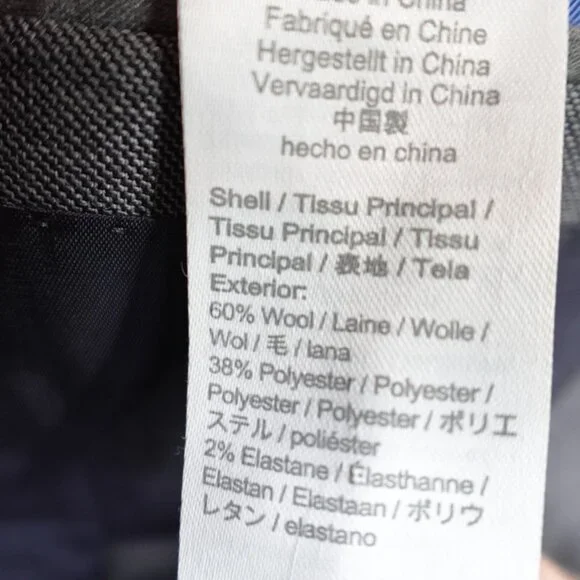 Made in China
Fabriqué en Chine
Hergestellt in China
Vervaardigd in China
中国製
hecho en china
Shell / Tissu Principal /
Tissu Principal / Tissu
Principal / 表地 / Tela
Exterior:
60% Wool / Laine / Wolle /
Wol / 毛 / lana
38% Polyester / Polyester /
Polyester / Polyester / ポリエ
ステル / poliéster
2% Elastane / Élasthanne /
Elastan / Elastaan / ポリウ
レタン / elastano